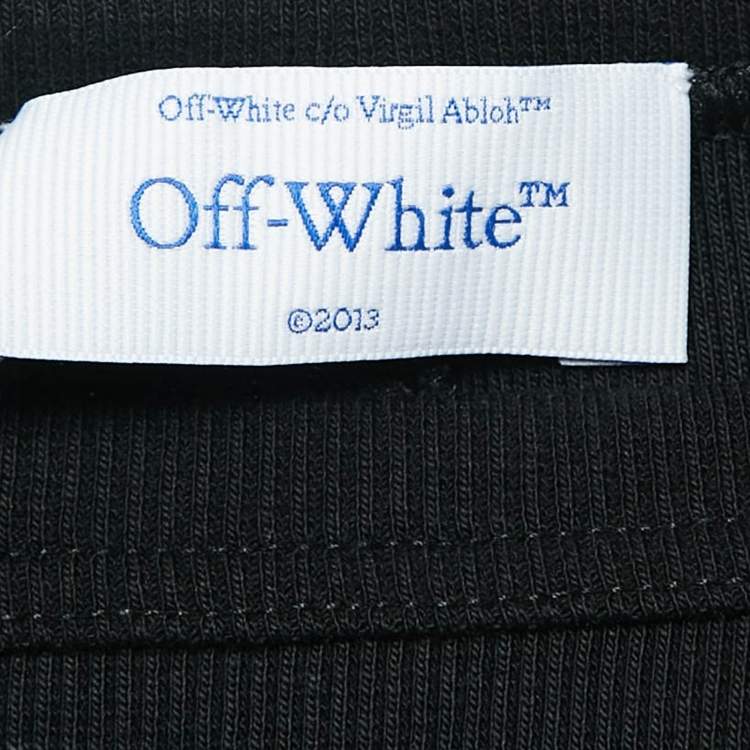 Off-White c/o Virgil Abloh™
Off-White™
©2013